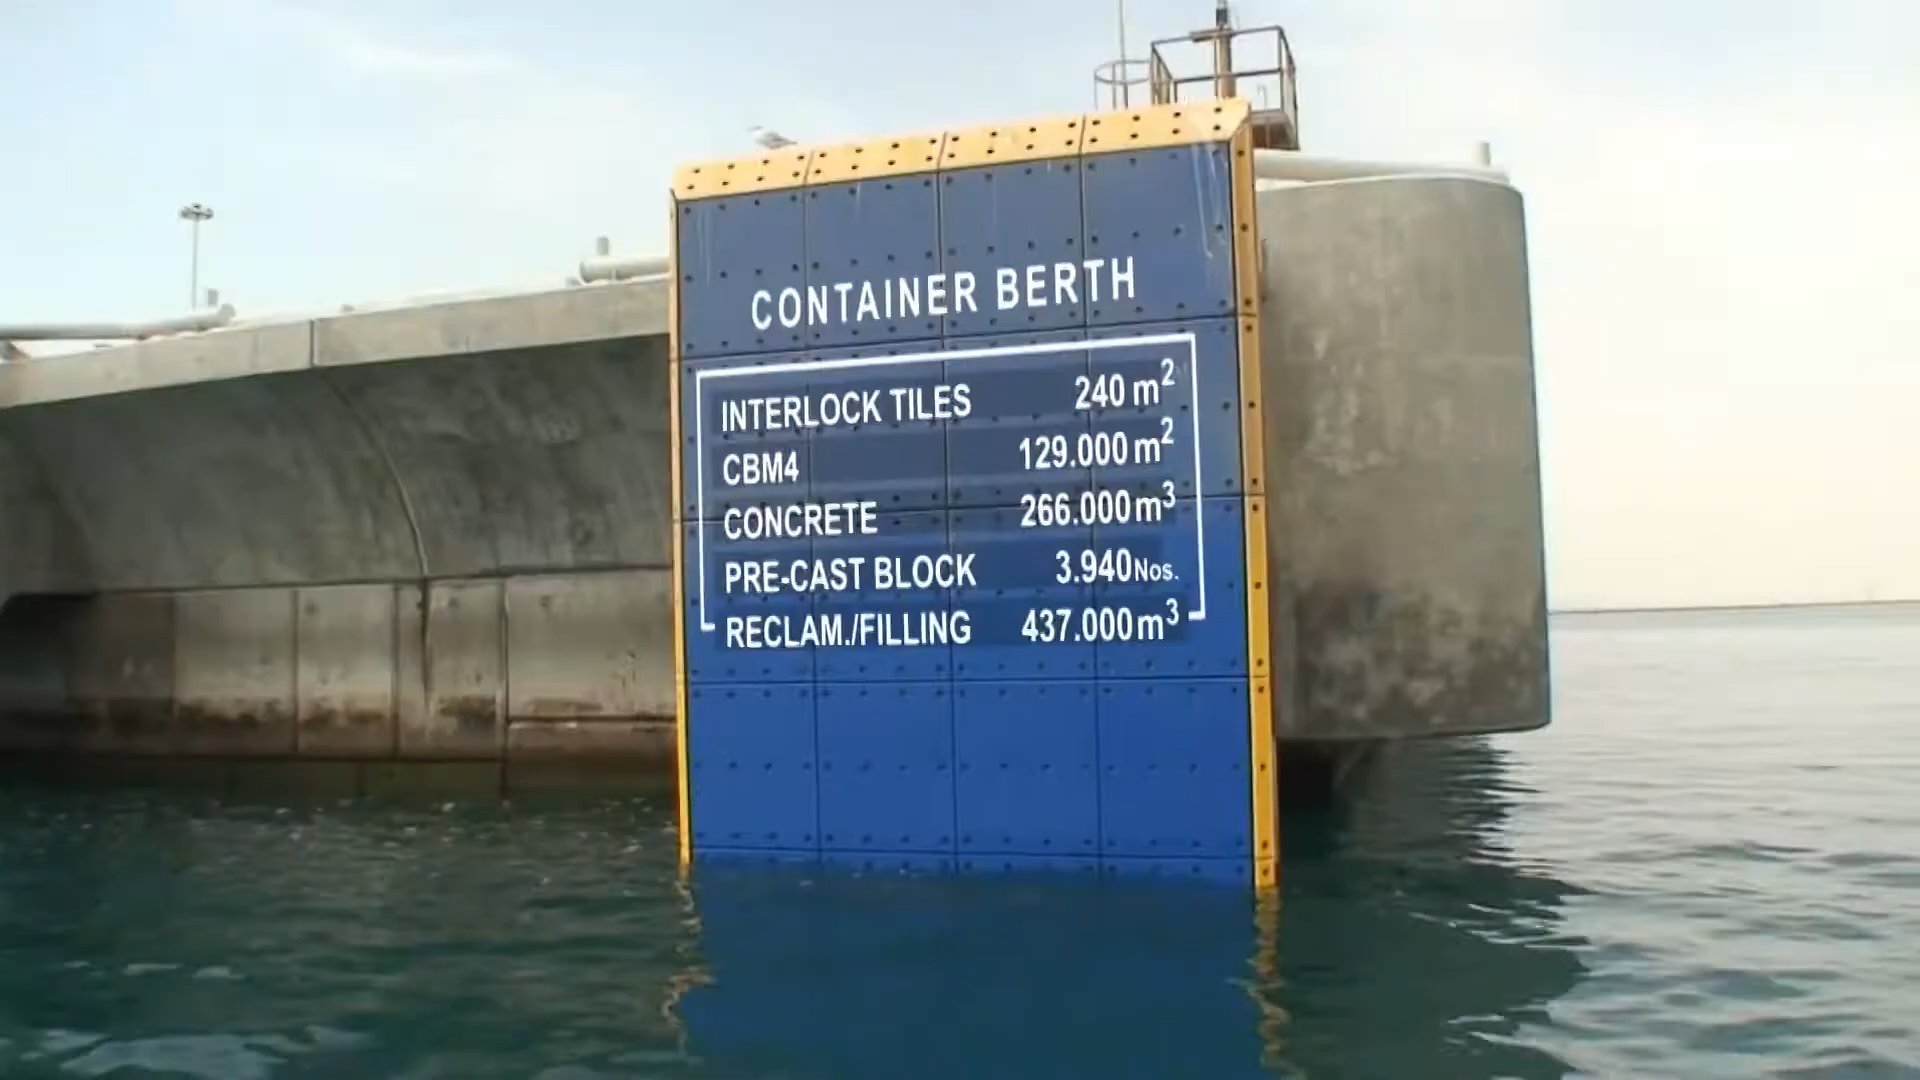 CONTAINER BERTH
INTERLOCK TILES 240 m²
CBM4 129.000 m²
CONCRETE 266.000 m³
PRE-CAST BLOCK 3.940 Nos.
RECLAM./FILLING 437.000 m³